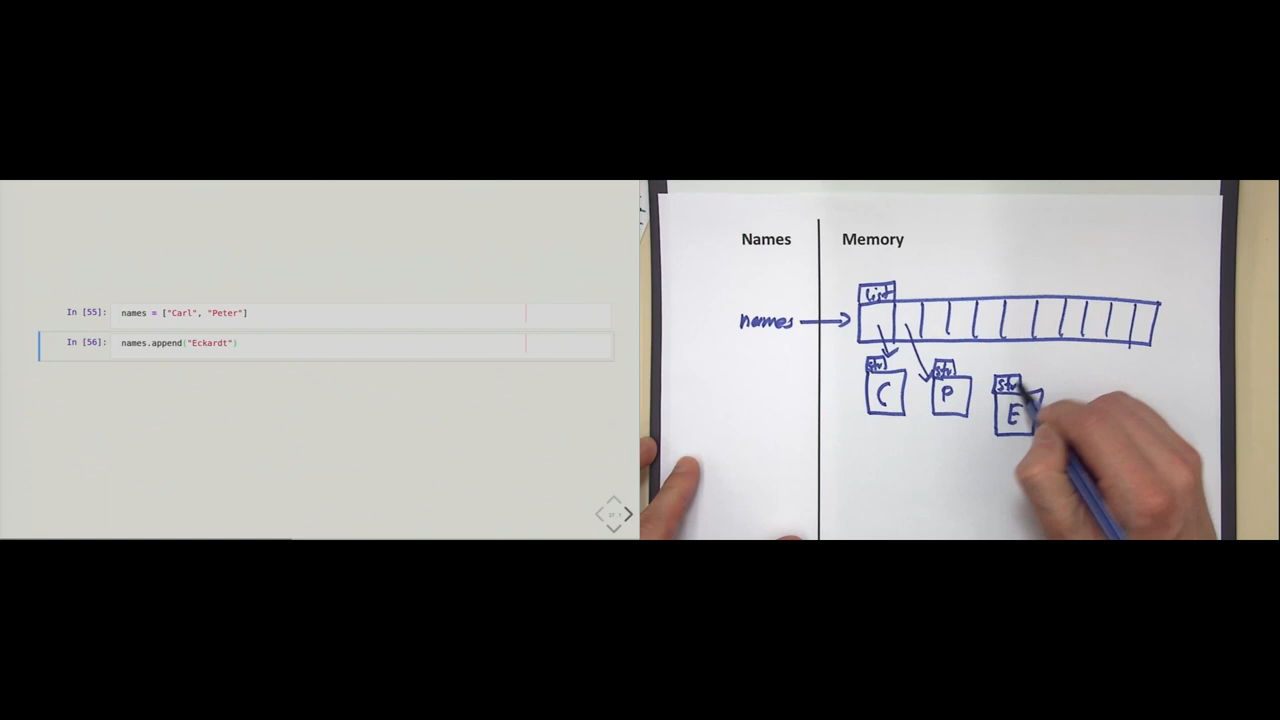 In [55]: names = ["Carl", "Peter"]
In [56]: names.append("Eckardt")
Names Memory
list
names
str str str
C P E